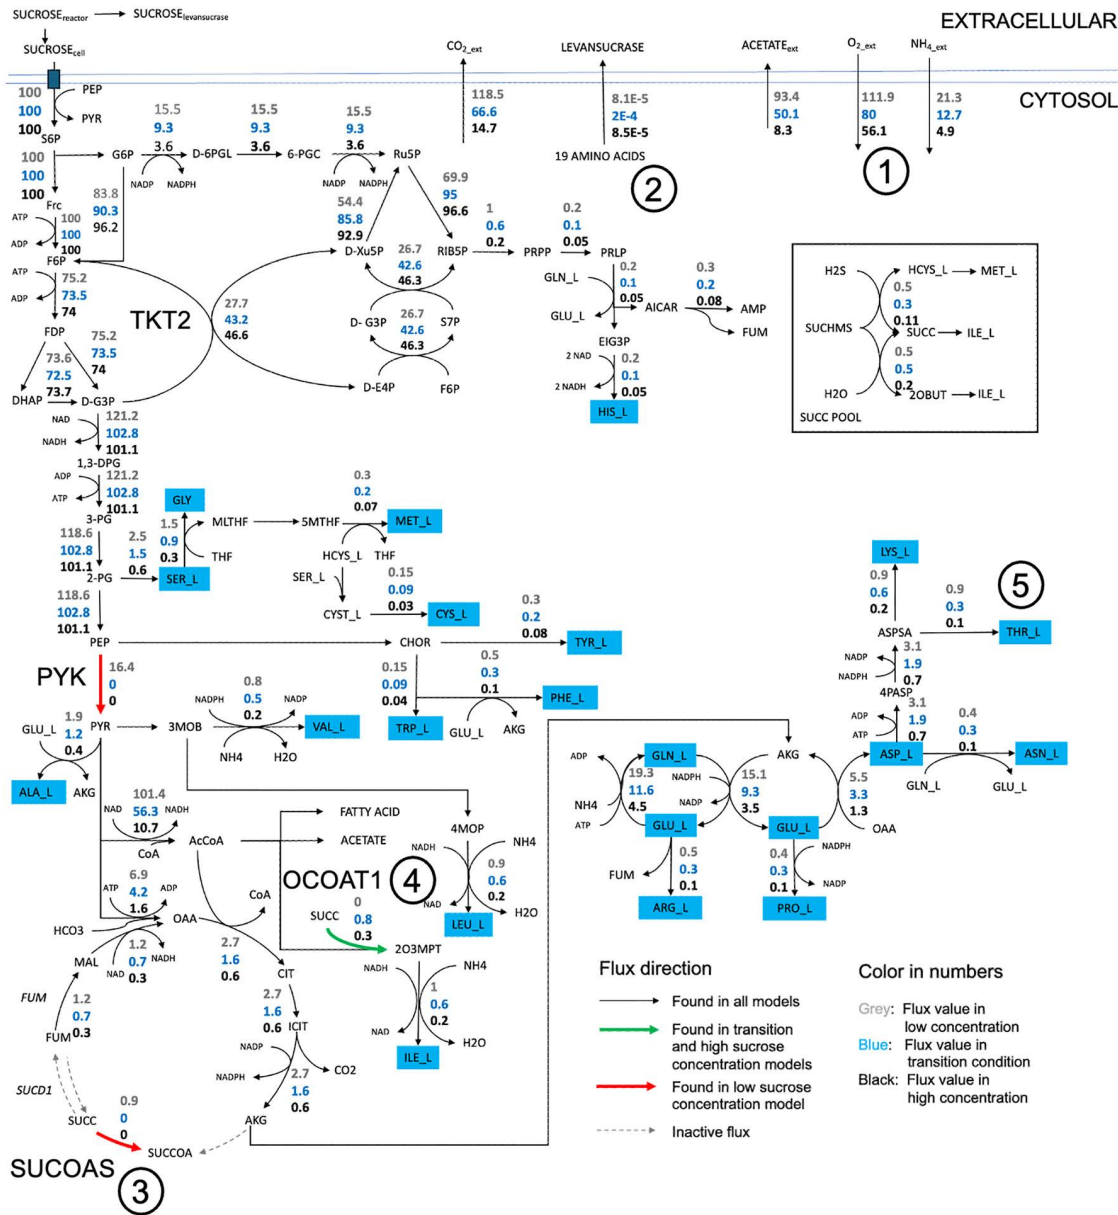 SUCROSEreactor
SUCROSElevansucrase
EXTRACELLULAR
SUCROSEcell
CO2_ext
LEVANSUCRASE
ACETATEext
O2_ext
NH4_ext
CYTOSOL
100
100
100
PEP
PYR
118.5
66.6
14.7
8.1E-5
2E-4
8.5E-5
93.4
50.1
8.3
111.9
80
56.1
21.3
12.7
4.9
S6P
G6P
15.5
9.3
3.6
D-6PGL
15.5
9.3
3.6
6-PGC
15.5
9.3
3.6
Ru5P
NADP
NADPH
NADP
NADPH
19 AMINO ACIDS
1
2
100
100
100
Frc
83.8
90.3
96.2
ATP
ADP
100
100
100
F6P
54.4
85.8
92.9
69.9
95
96.6
D-Xu5P
RIB5P
1
0.6
0.2
PRPP
0.2
0.1
0.05
PRLP
ATP
ADP
75.2
73.5
74
FDP
26.7
42.6
46.3
GLN_L
GLU_L
0.2
0.1
0.05
AICAR
0.3
0.2
0.08
AMP
FUM
TKT2
27.7
43.2
46.6
D- G3P
26.7
42.6
46.3
S7P
D-E4P
F6P
EIG3P
2 NAD
2 NADH
0.2
0.1
0.05
HIS_L
H2S
HCYS_L
MET_L
0.5
0.3
0.11
SUCHMS
SUCC
ILE_L
0.5
0.5
0.2
H2O
2OBUT
ILE_L
SUCC POOL
75.2
73.5
74
73.6
72.5
73.7
DHAP
D-G3P
NAD
NADH
121.2
102.8
101.1
1,3-DPG
ADP
ATP
121.2
102.8
101.1
3-PG
118.6
102.8
101.1
2-PG
2.5
1.5
0.6
SER_L
GLY
1.5
0.9
0.3
MLTHF
THF
5MTHF
0.3
0.2
0.07
MET_L
HCYS_L
THF
SER_L
CYST_L
0.15
0.09
0.03
CYS_L
118.6
102.8
101.1
PEP
CHOR
0.3
0.2
0.08
TYR_L
PYK
16.4
0
0
0.15
0.09
0.04
TRP_L
0.5
0.3
0.1
PHE_L
GLU_L
AKG
PYR
GLU_L
1.9
1.2
0.4
ALA_L
AKG
3MOB
NADPH
0.8
0.5
0.2
NADP
VAL_L
NH4
H2O
LYS_L
0.9
0.6
0.2
0.9
0.3
0.1
5
ASPSA
THR_L
NADP
NADPH
3.1
1.9
0.7
4PASP
ADP
ATP
3.1
1.9
0.7
ASP_L
0.4
0.3
0.1
ASN_L
GLN_L
GLU_L
ADP
NH4
ATP
19.3
11.6
4.5
GLN_L
GLU_L
NADPH
NADP
15.1
9.3
3.5
AKG
GLU_L
5.5
3.3
1.3
OAA
FUM
0.5
0.3
0.1
ARG_L
0.4
0.3
0.1
NADPH
NADP
PRO_L
NAD
101.4
56.3
10.7
NADH
CoA
AcCoA
FATTY ACID
ACETATE
4MOP
NADH
NAD
NH4
0.9
0.6
0.2
H2O
LEU_L
ATP
6.9
4.2
1.6
ADP
HCO3
OAA
CoA
OCOAT1
4
SUCC
0
0.8
0.3
2O3MPT
NADH
NAD
NH4
1
0.6
0.2
H2O
ILE_L
MAL
NAD
1.2
0.7
0.3
NADH
2.7
1.6
0.6
CIT
FUM
1.2
0.7
0.3
FUM
2.7
1.6
0.6
ICIT
NADP
NADPH
CO2
2.7
1.6
0.6
AKG
SUCD1
SUCC
0.9
0
0
SUCCOA
SUCOAS
3
Flux direction
Found in all models
Found in transition
and high sucrose
concentration models
Found in low sucrose
concentration model
Inactive flux
Color in numbers
Grey: Flux value in
low concentration
Blue: Flux value in
transition condition
Black: Flux value in
high concentration